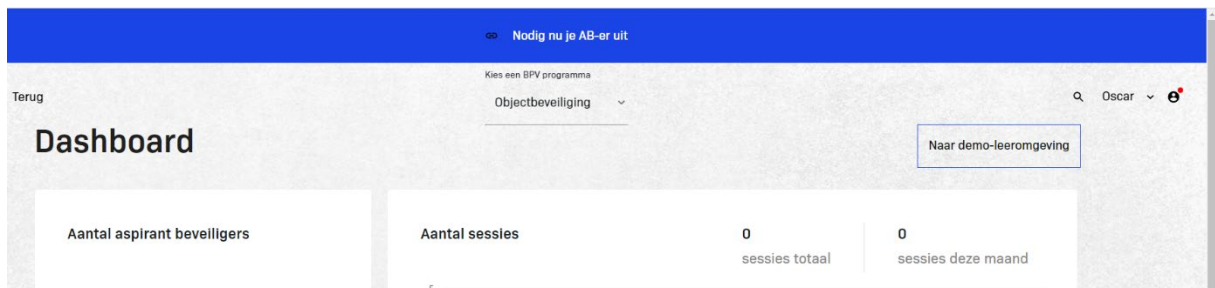 Nodig nu je AB-er uit
Kies een BPV programma
Terug
Objectbeveiliging
Oscar
Dashboard
Naar demo-leeromgeving
Aantal aspirant beveiligers
Aantal sessies
0
sessies totaal
0
sessies deze maand